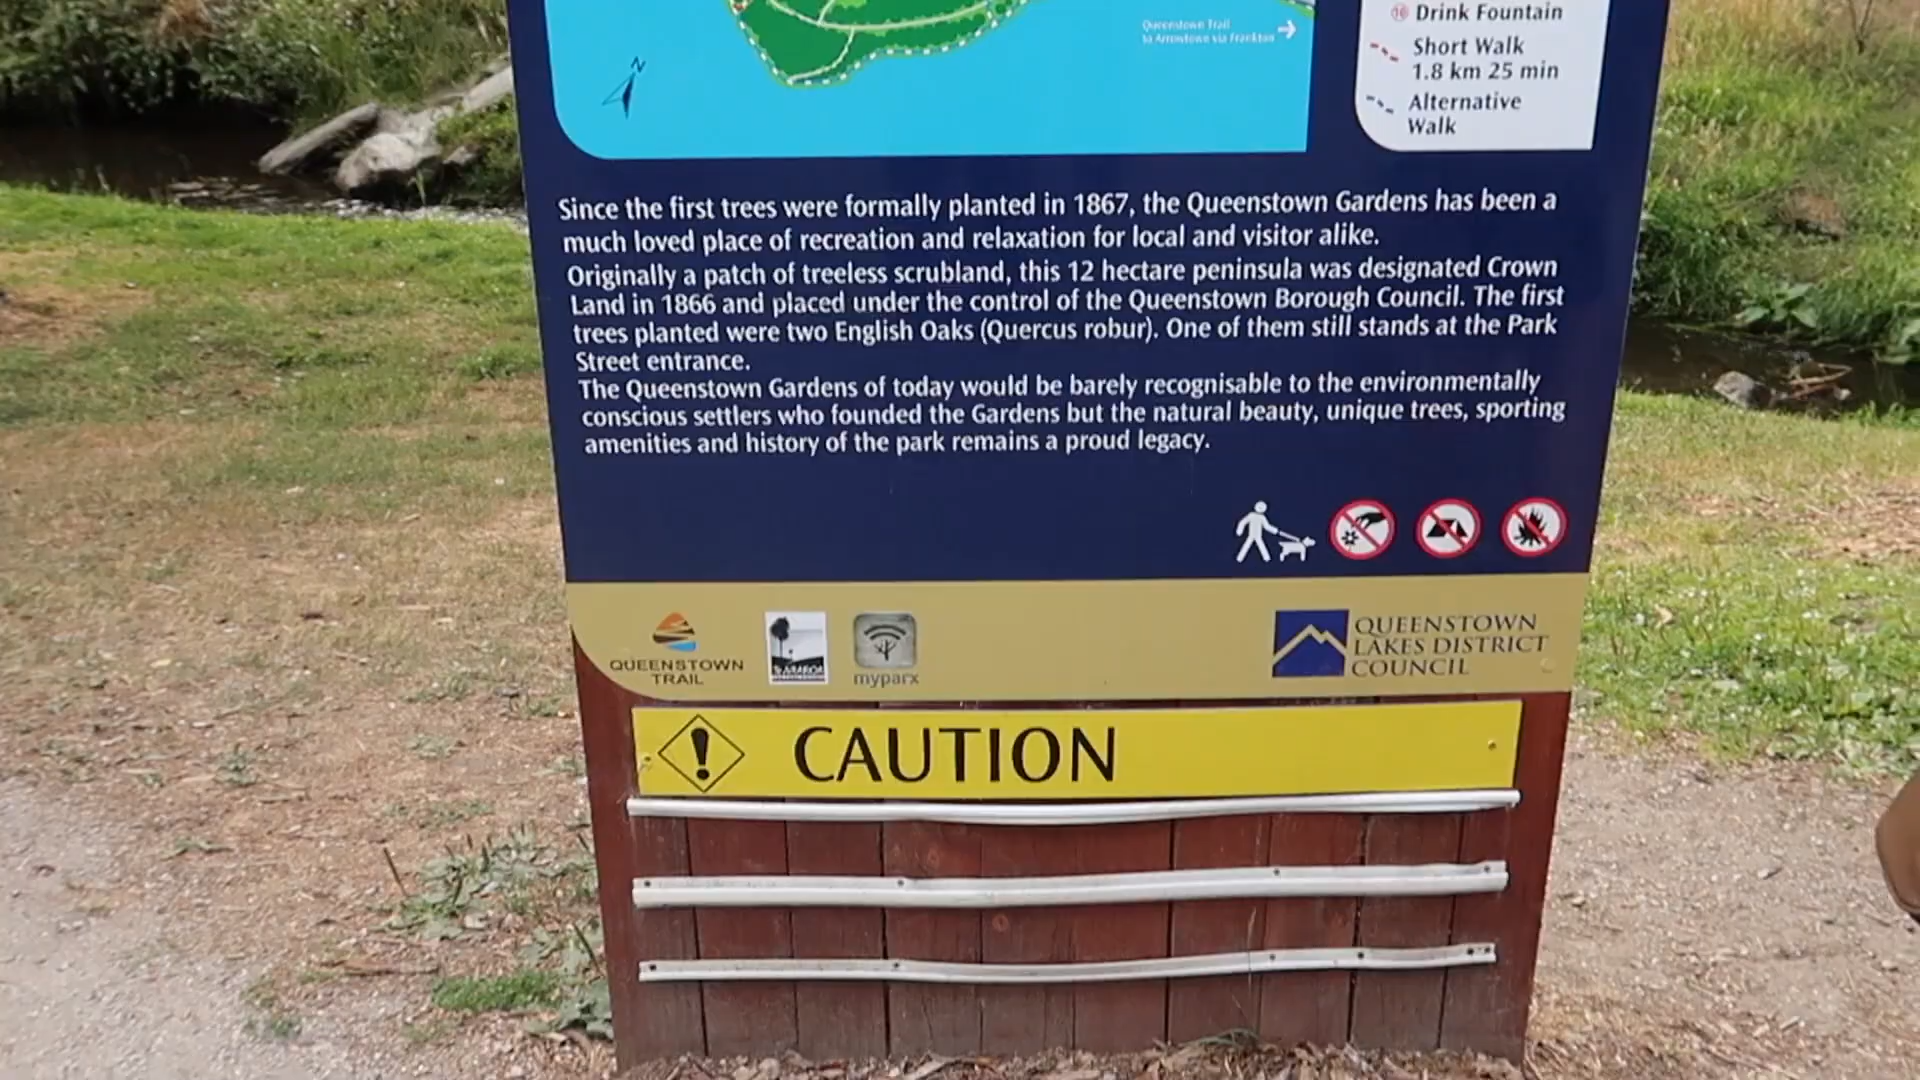 Queenstown Trail
to Arrowtown via Frankton
N
Drink Fountain
Short Walk
1.8 km 25 min
Alternative
Walk
Since the first trees were formally planted in 1867, the Queenstown Gardens has been a
much loved place of recreation and relaxation for local and visitor alike.
Originally a patch of treeless scrubland, this 12 hectare peninsula was designated Crown
Land in 1866 and placed under the control of the Queenstown Borough Council. The first
trees planted were two English Oaks (Quercus robur). One of them still stands at the Park
Street entrance.
The Queenstown Gardens of today would be barely recognisable to the environmentally
conscious settlers who founded the Gardens but the natural beauty, unique trees, sporting
amenities and history of the park remains a proud legacy.
QUEENSTOWN
TRAIL
myparx
QUEENSTOWN
LAKES DISTRICT
COUNCIL
CAUTION